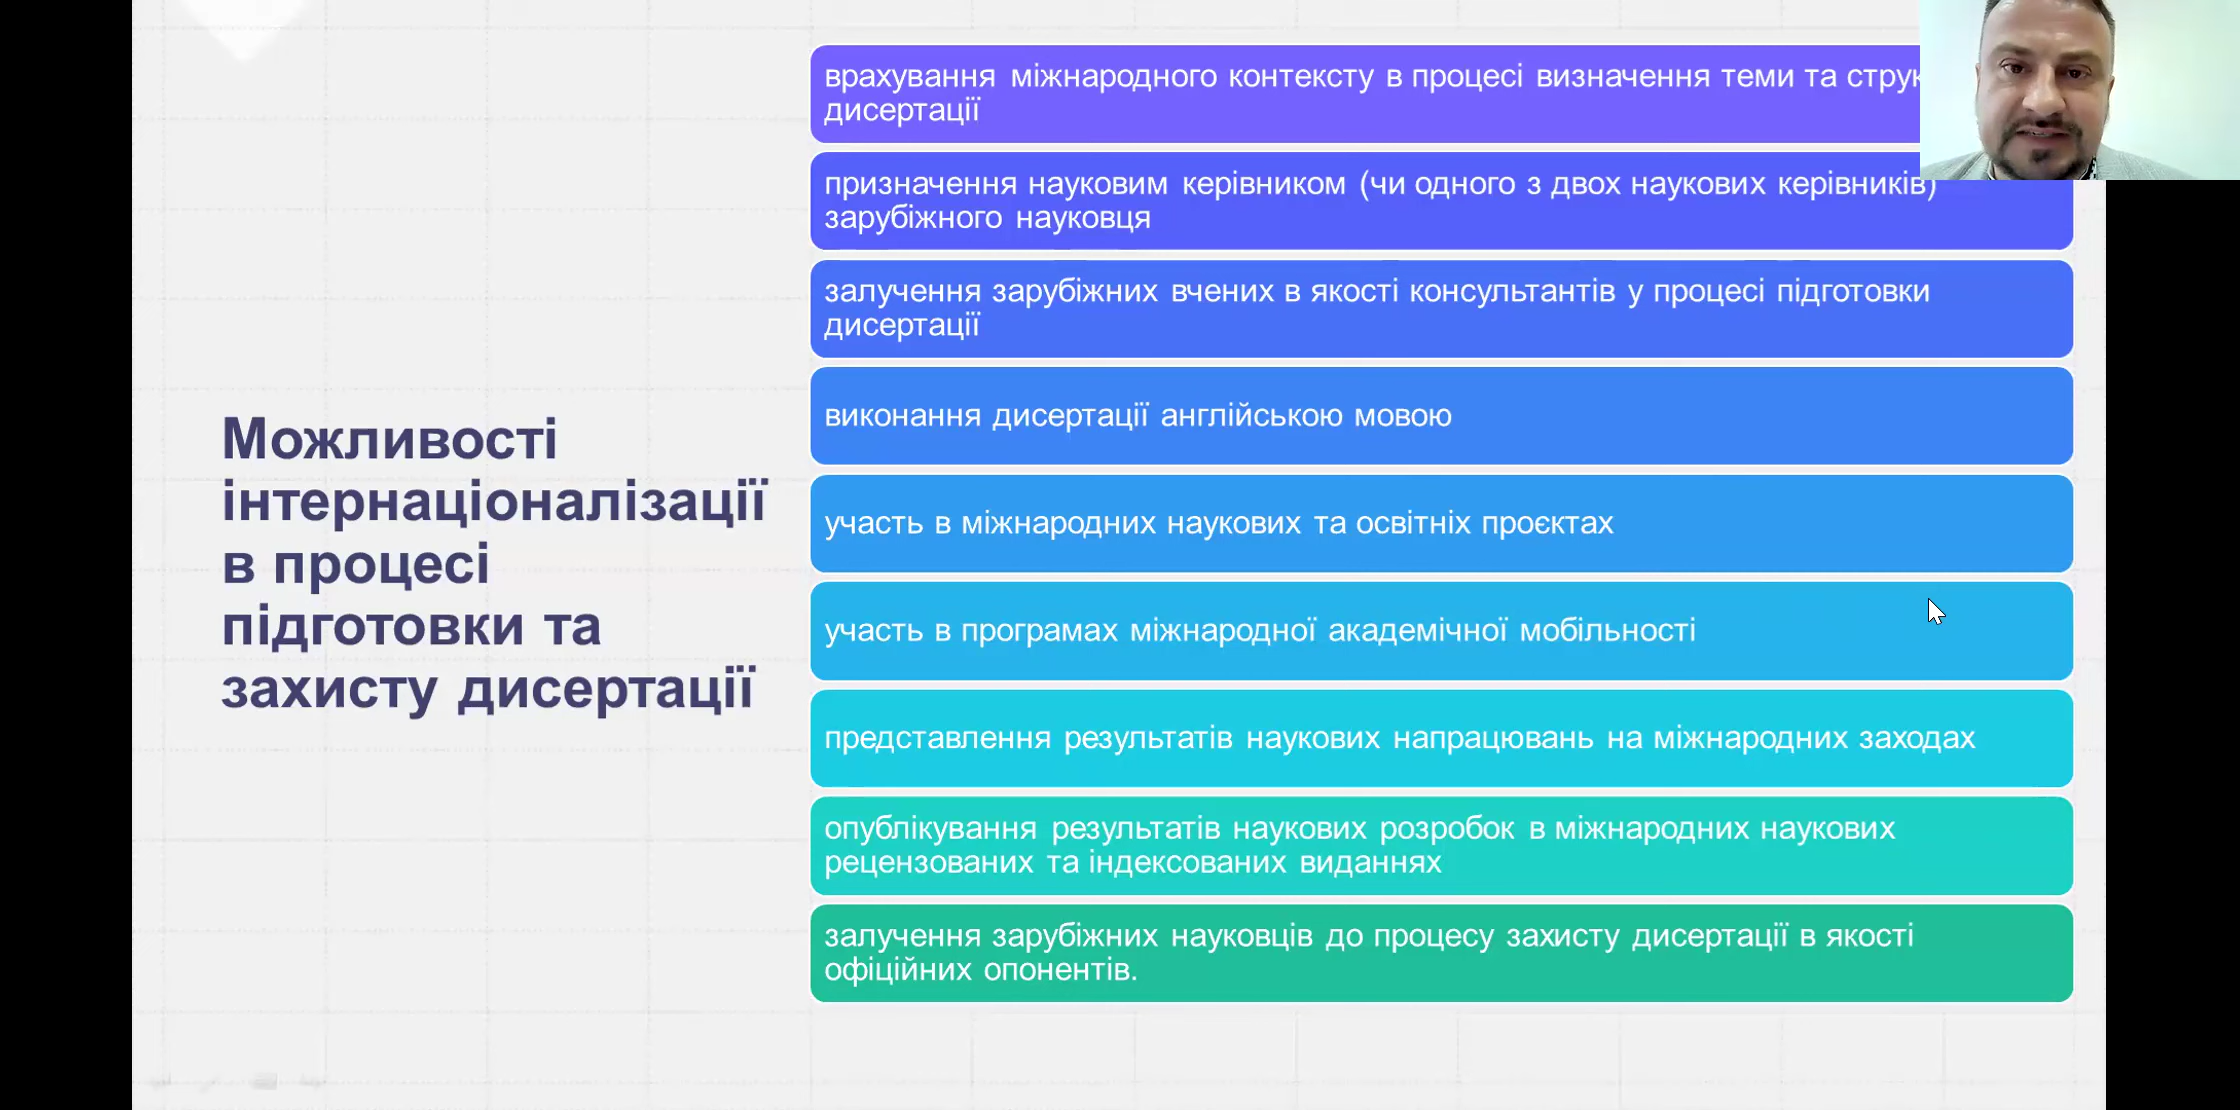 Можливості
інтернаціоналізації
в процесі
підготовки та
захисту дисертації
врахування міжнародного контексту в процесі визначення теми та
дисертації
призначення науковим керівником (чи одного з двох наукових керівників)
зарубіжного науковця
залучення зарубіжних вчених в якості консультантів у процесі підготовки
дисертації
виконання дисертації англійською мовою
участь в міжнародних наукових та освітніх проєктах
участь в програмах міжнародної академічної мобільності
представлення результатів наукових напрацювань на міжнародних заходах
опублікування результатів наукових розробок в міжнародних наукових
рецензованих та індексованих виданнях
залучення зарубіжних науковців до процесу захисту дисертації в якості
офіційних опонентів.